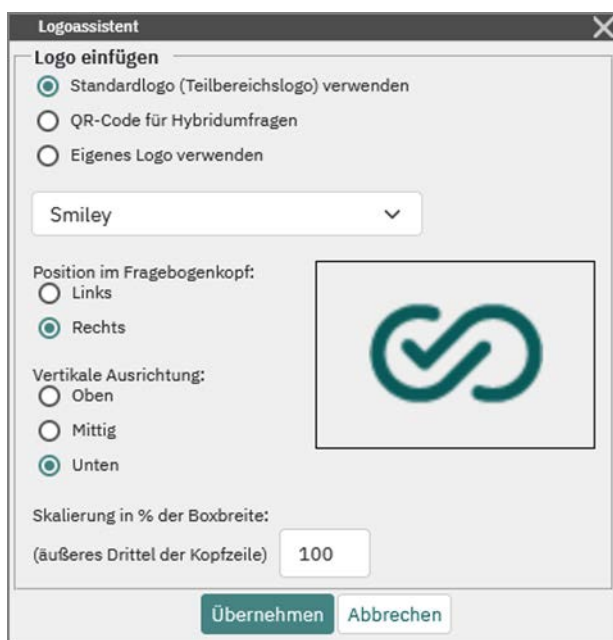 Logoassistent
Logo einfügen
Standardlogo (Teilbereichslogo) verwenden
QR-Code für Hybridumfragen
Eigenes Logo verwenden
Smiley
Position im Fragebogenkopf:
Links
Rechts
Vertikale Ausrichtung:
Oben
Mittig
Unten
Skalierung in % der Boxbreite:
(äußeres Drittel der Kopfzeile) 100
Übernehmen Abbrechen